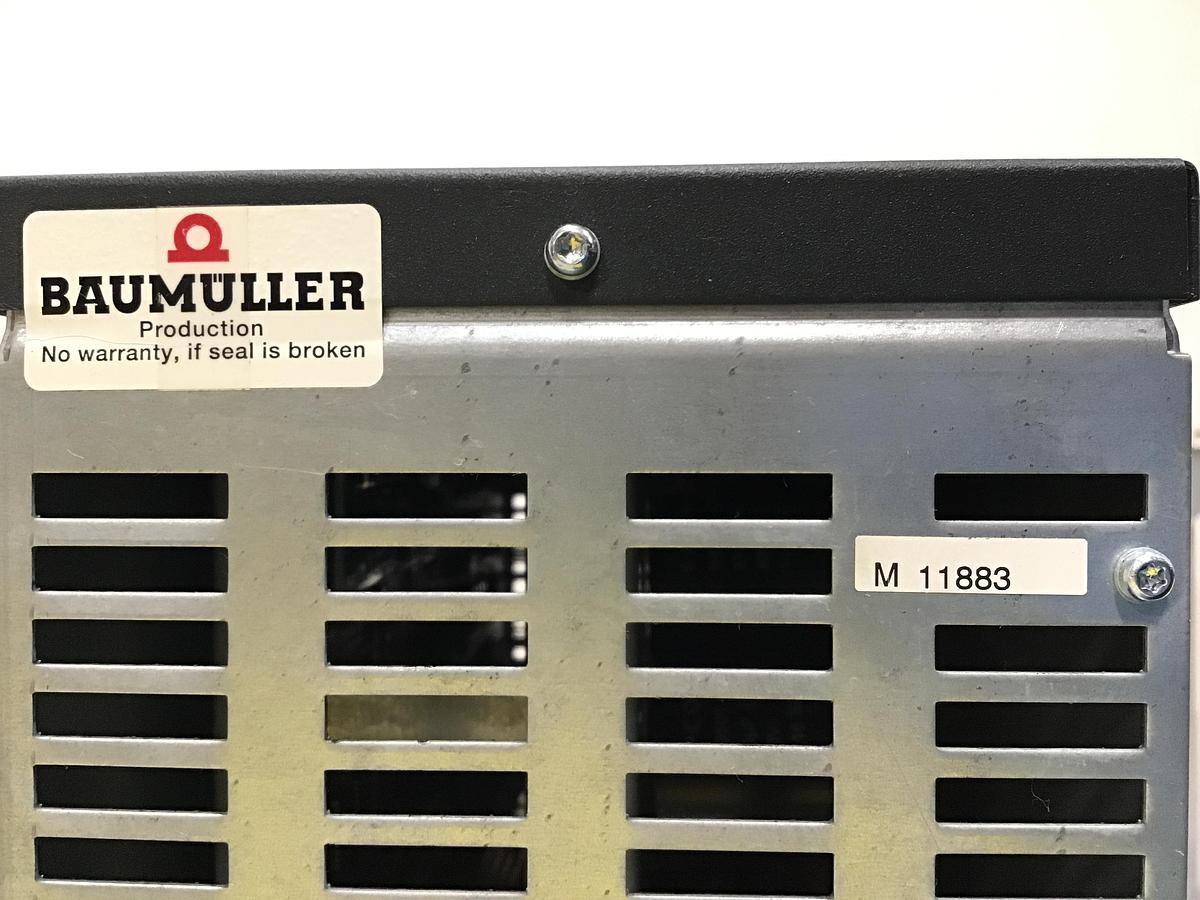 BAUMÜLLER
Production
No warranty, if seal is broken
M 11883